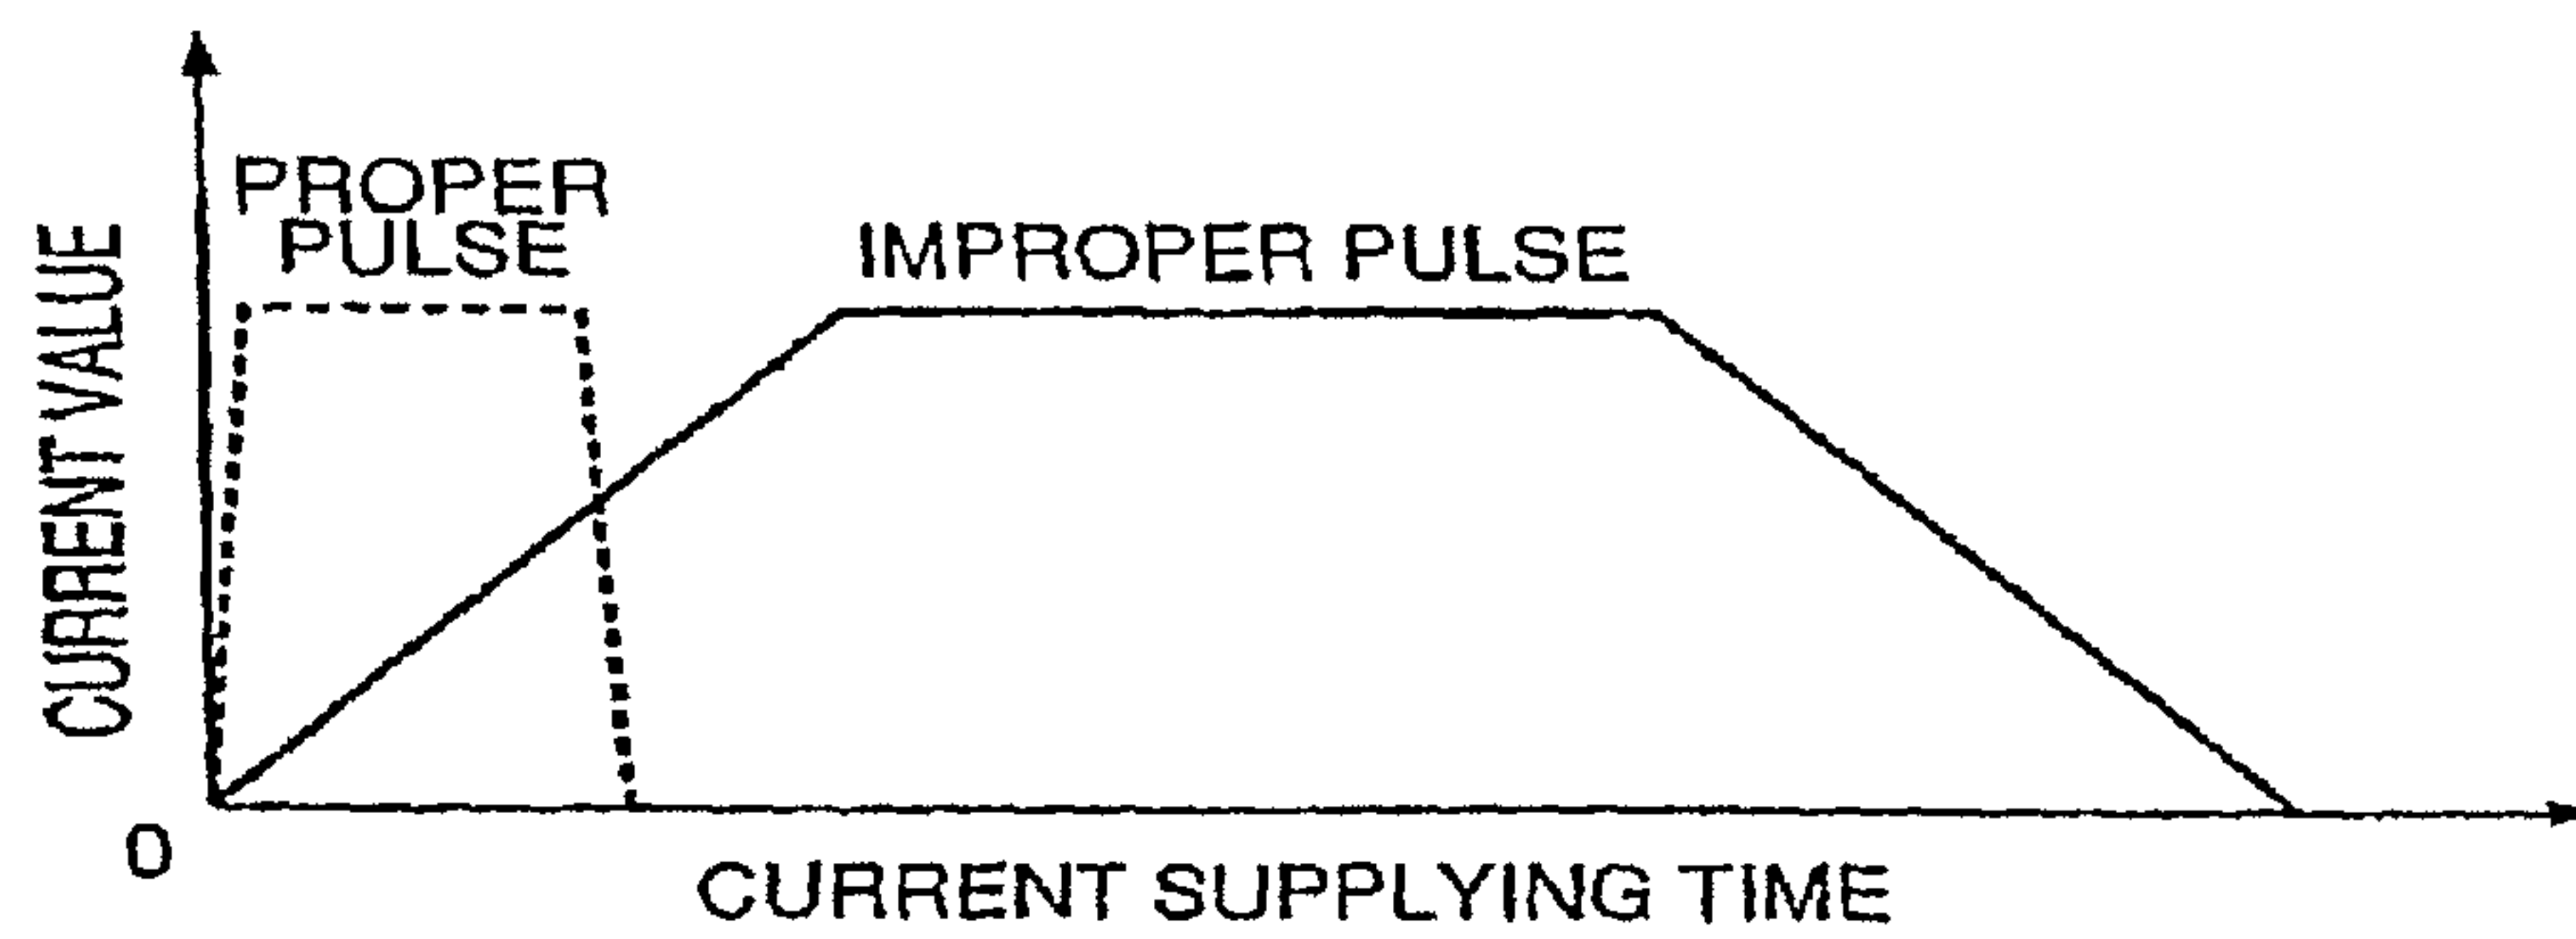 PROPER
PULSE
IMPROPER PULSE
CURRENT VALUE
0
CURRENT SUPPLYING TIME